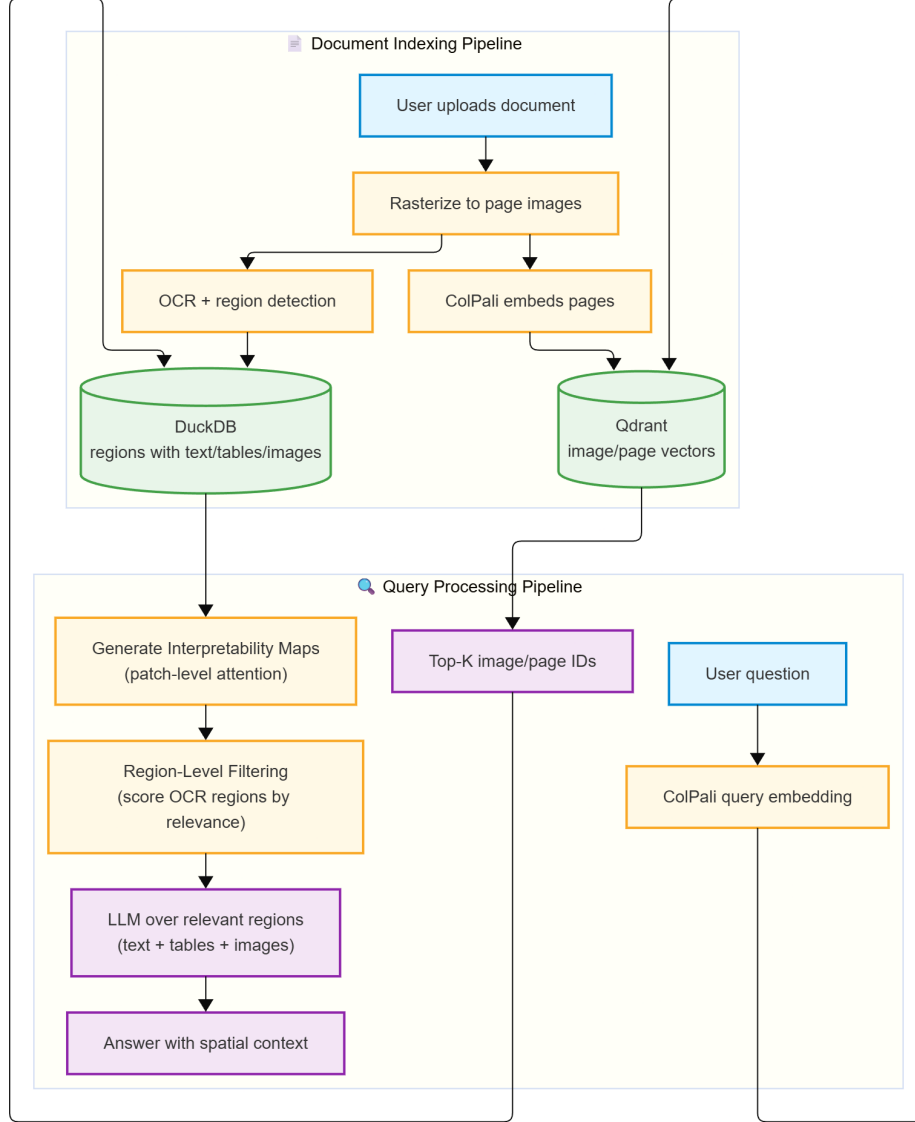 Document Indexing Pipeline
User uploads document
Rasterize to page images
OCR + region detection
ColPali embeds pages
DuckDB
regions with text/tables/images
Qdrant
image/page vectors
Query Processing Pipeline
Generate Interpretability Maps
(patch-level attention)
Top-K image/page IDs
User question
Region-Level Filtering
(score OCR regions by
relevance)
ColPali query embedding
LLM over relevant regions
(text + tables + images)
Answer with spatial context